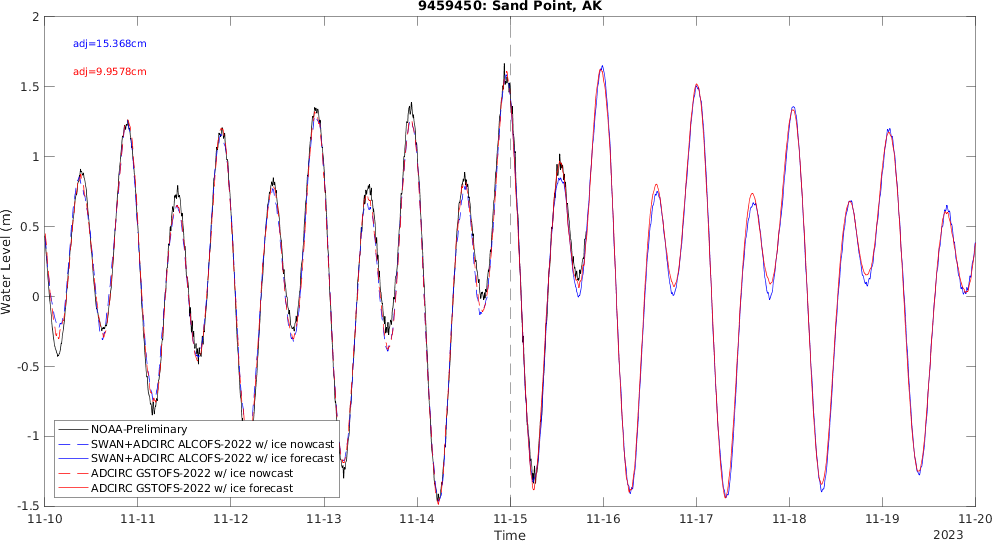 9459450: Sand Point, AK
adj=15.368cm
adj=9.9578cm
Water Level (m)
2
1.5
1
0.5
0
-0.5
-1
-1.5
NOAA-Preliminary
SWAN+ADCIRC ALCOFS-2022 w/ ice nowcast
SWAN+ADCIRC ALCOFS-2022 w/ ice forecast
ADCIRC GSTOFS-2022 w/ ice nowcast
ADCIRC GSTOFS-2022 w/ ice forecast
11-10 11-11 11-12 11-13 11-14 11-15 11-16 11-17 11-18 11-19 11-20
Time
2023